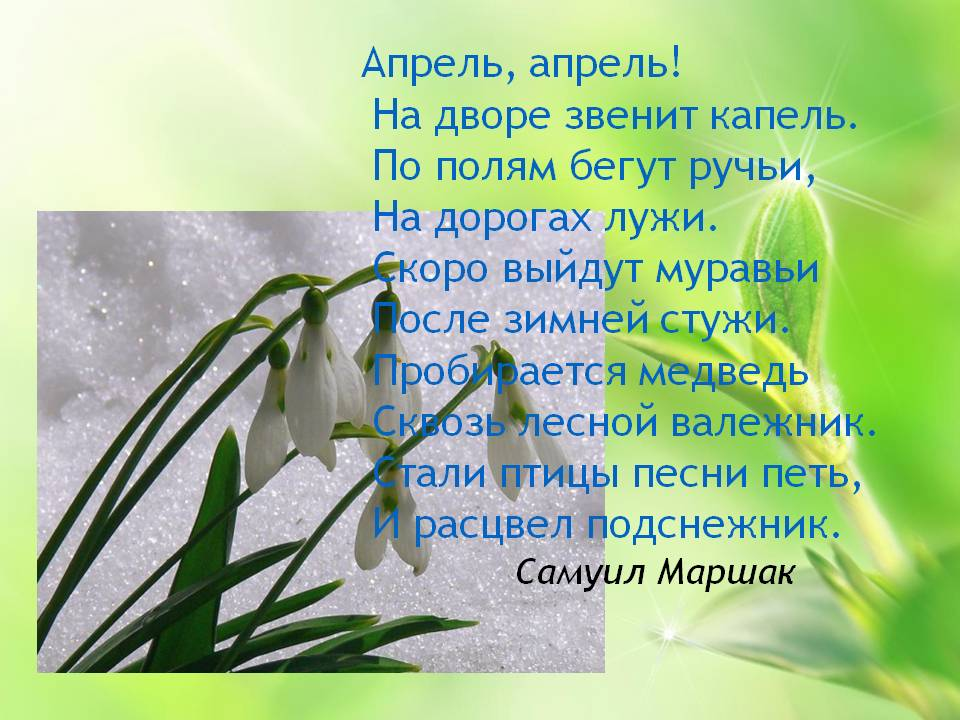 Апрель, апрель!
На дворе звенит капель.
По полям бегут ручьи,
На дорогах лужи.
Скоро выйдут муравьи
После зимней стужи.
Пробирается медведь
Сквозь лесной валежник.
Стали птицы песни петь,
И расцвел подснежник.
Самуил Маршак